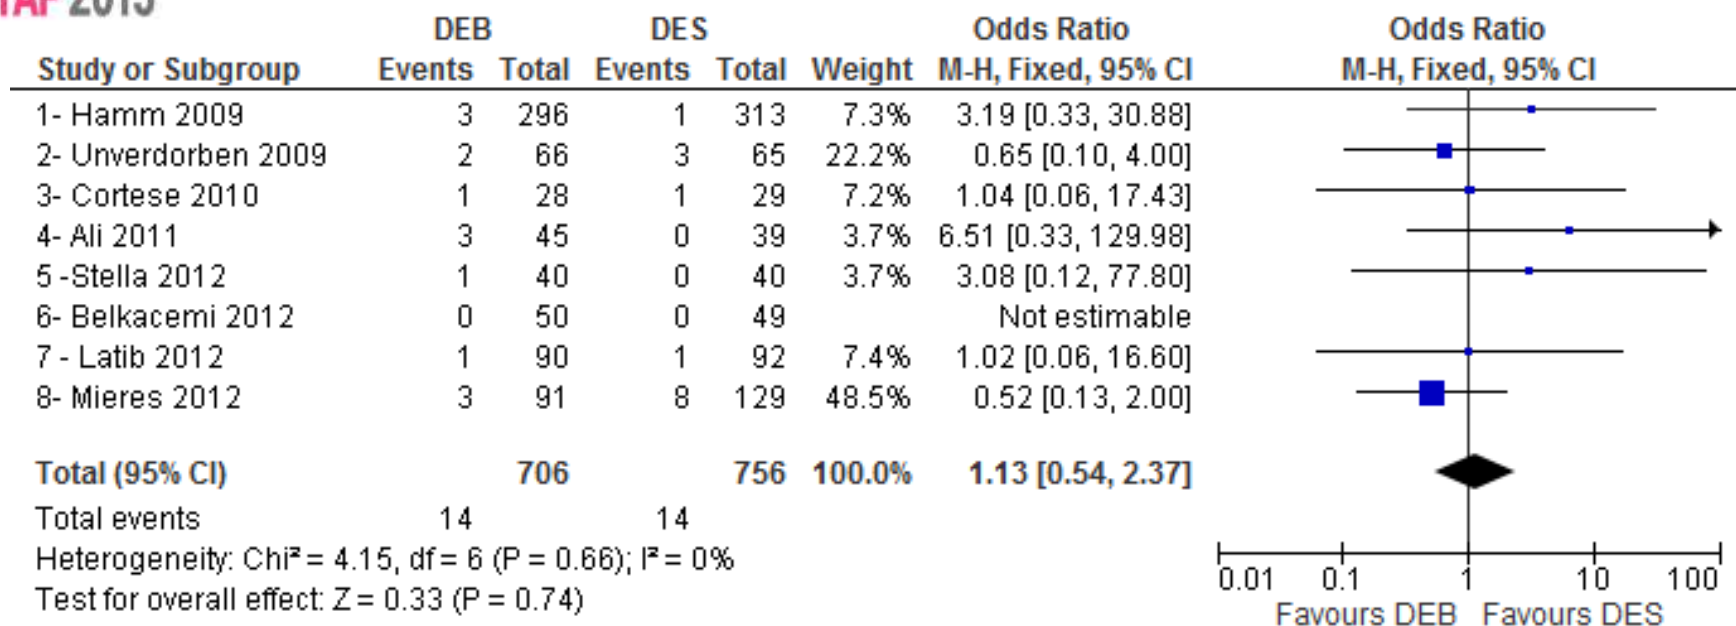 DEB DES Odds Ratio Odds Ratio
Study or Subgroup Events Total Events Total Weight M-H, Fixed, 95% CI M-H, Fixed, 95% CI
1- Hamm 2009 3 296 1 313 7.3% 3.19 [0.33, 30.88]
2- Unverdorben 2009 2 66 3 65 22.2% 0.65 [0.10, 4.00]
3- Cortese 2010 1 28 1 29 7.2% 1.04 [0.06, 17.43]
4- Ali 2011 3 45 0 39 3.7% 6.51 [0.33, 129.98]
5 -Stella 2012 1 40 0 40 3.7% 3.08 [0.12, 77.80]
6- Belkacemi 2012 0 50 0 49 Not estimable
7 - Latib 2012 1 90 1 92 7.4% 1.02 [0.06, 16.60]
8- Mieres 2012 3 91 8 129 48.5% 0.52 [0.13, 2.00]
Total (95% CI) 706 756 100.0% 1.13 [0.54, 2.37]
Total events 14 14
Heterogeneity: Chi² = 4.15, df = 6 (P = 0.66); I² = 0%
Test for overall effect: Z = 0.33 (P = 0.74)
0.01 0.1 1 10 100
Favours DEB Favours DES